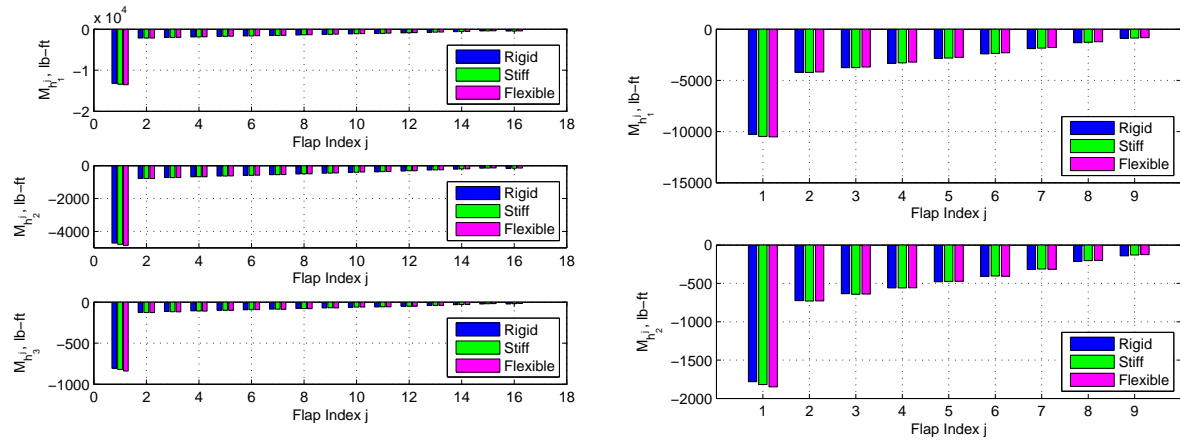 x 10^4
0
−1
−2
M_{h_1^j}, lb−ft
0 2 4 6 8 10 12 14 16 18
Flap Index j
Rigid
Stiff
Flexible
0
−2000
−4000
M_{h_2^j}, lb−ft
0 2 4 6 8 10 12 14 16 18
Flap Index j
Rigid
Stiff
Flexible
0
−500
−1000
M_{h_3^j}, lb−ft
0 2 4 6 8 10 12 14 16 18
Flap Index j
Rigid
Stiff
Flexible
0
−5000
−10000
−15000
M_{h_1^j}, lb−ft
1 2 3 4 5 6 7 8 9
Flap Index j
Rigid
Stiff
Flexible
0
−500
−1000
−1500
−2000
M_{h_2^j}, lb−ft
1 2 3 4 5 6 7 8 9
Flap Index j
Rigid
Stiff
Flexible